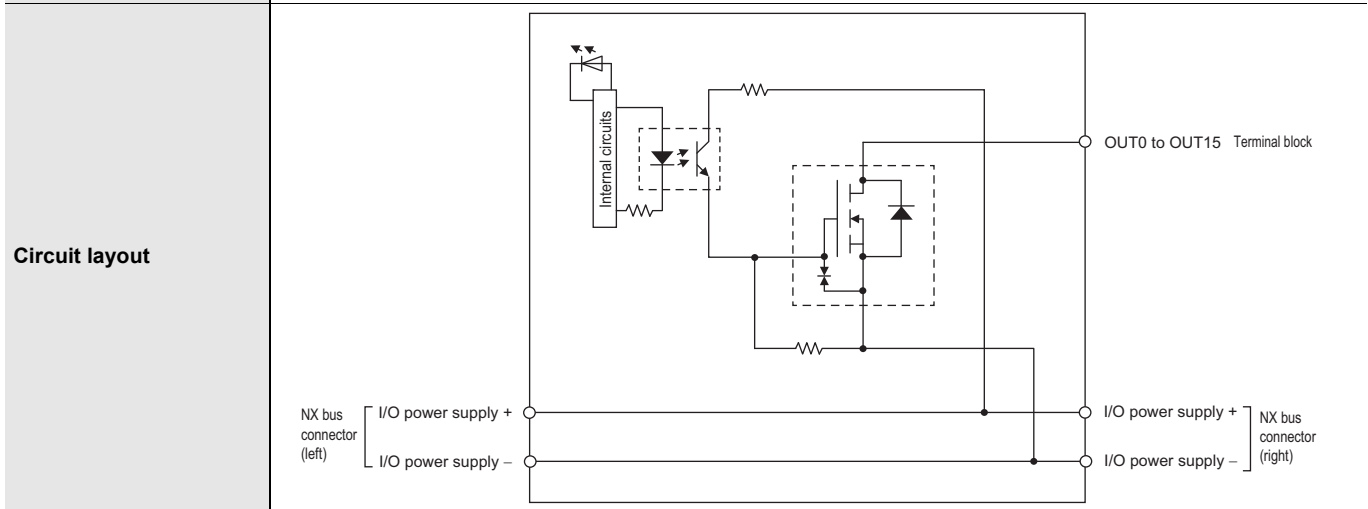 Circuit layout
Internal circuits
OUT0 to OUT15 Terminal block
NX bus
connector
(left)
I/O power supply +
I/O power supply –
I/O power supply +
I/O power supply –
NX bus
connector
(right)